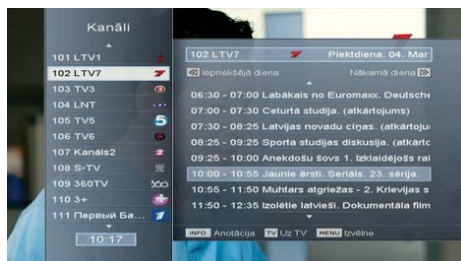 Kanāli
101 LTV1
102 LTV7
103 TV3
104 LNT
105 TV5
106 TV6
107 Kanāls2
108 S-TV
109 360TV
110 3+
111 Первый Ба...
10:17
102 LTV7 7 Piektdiena, 04. Mar
Iepriekšējā diena Nākamā diena
06:30 - 07:00 Labākais no Euromaxx. Deutsche
07:00 - 07:30 Ceturtā studija. (atkārtojums)
07:30 - 08:25 Latvijas novadu cīņas. (atkārtoju
08:25 - 09:25 Sporta studijas diskusija. (atkārto
09:25 - 10:00 Anekdošu šovs 1. Izklaidējošs rai
10:00 - 10:55 Jaunie ārsti. Seriāls. 23. sērija.
10:55 - 11:50 Muhtars atgriežas - 2. Krievijas s
11:50 - 12:35 Izolētie latvieši. Dokumentāla film
INFO Anotācija TV Uz TV MENU Izvēlne